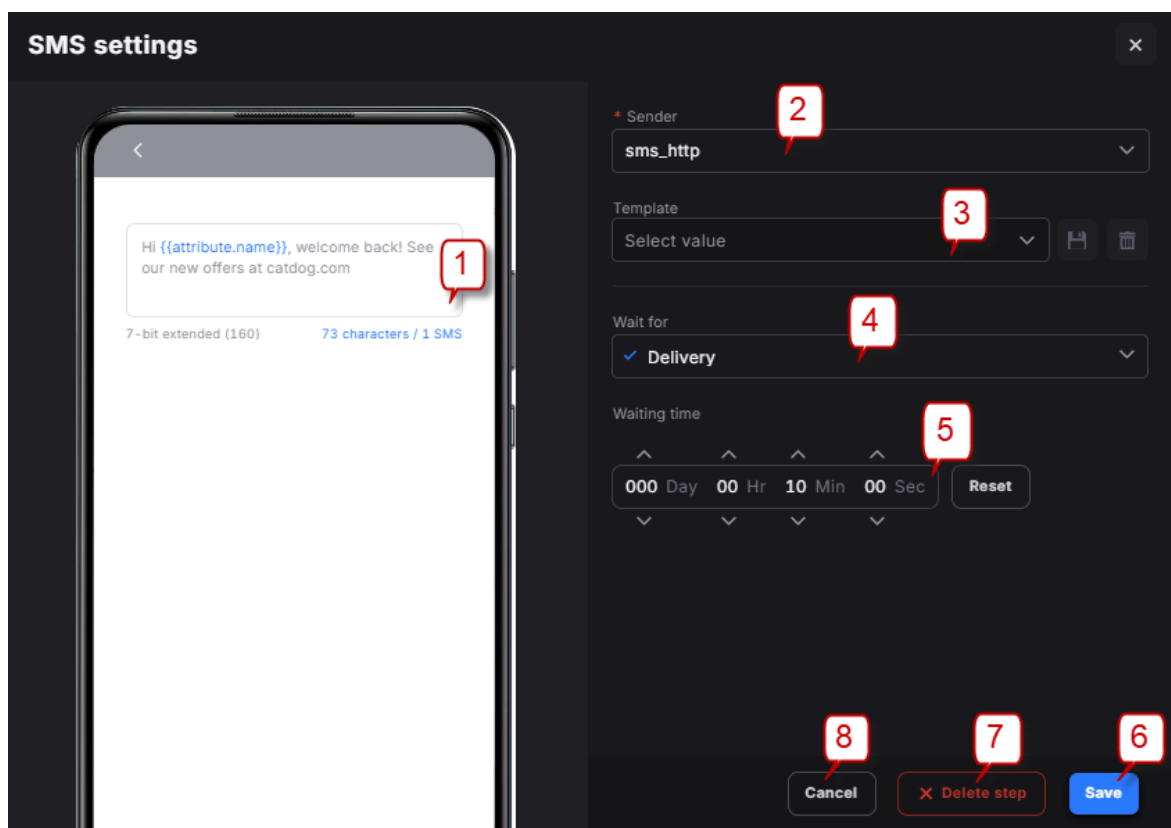 SMS settings
Hi {{attribute.name}}, welcome back! See
our new offers at catdog.com
1
7-bit extended (160)
73 characters / 1 SMS
* Sender
2
sms_http
Template
3
Select value
Wait for
4
Delivery
Waiting time
5
000 Day 00 Hr 10 Min 00 Sec
Reset
8
7
6
Cancel
Delete step
Save